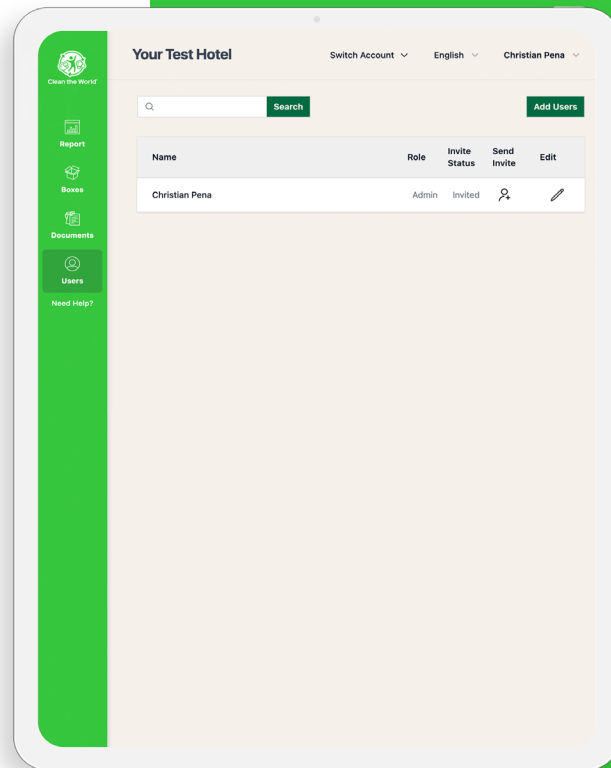 Clean the World
Your Test Hotel
Switch Account
English
Christian Pena
Search
Add Users
Report
Boxes
Documents
Users
Need Help?
Name
Role
Invite
Status
Send
Invite
Edit
Christian Pena
Admin
Invited